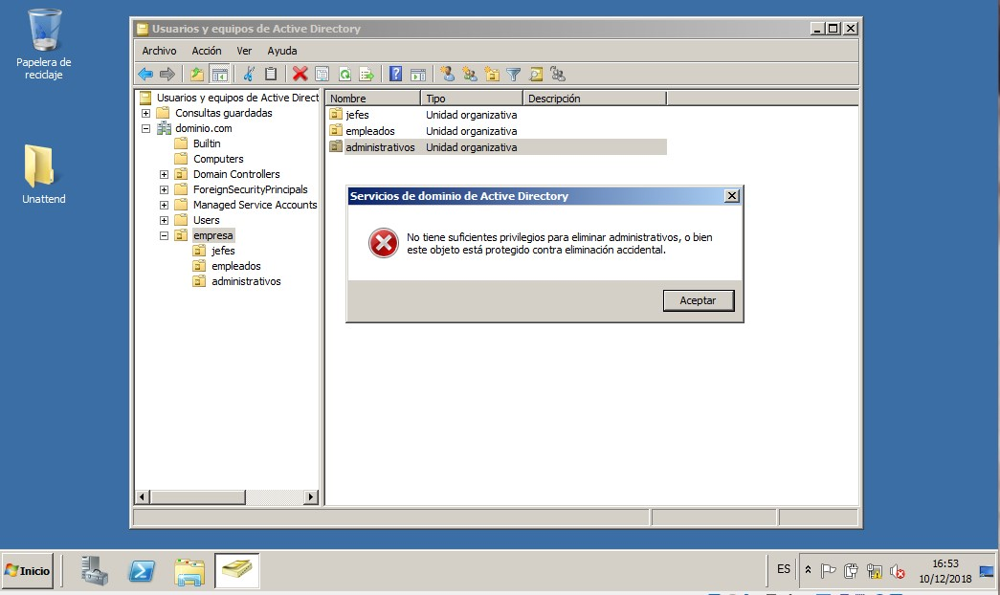 Papelera de
reciclaje
Unattend
Usuarios y equipos de Active Directory
Archivo Acción Ver Ayuda
Usuarios y equipos de Active Direct
Consultas guardadas
dominio.com
Builtin
Computers
Domain Controllers
ForeignSecurityPrincipals
Managed Service Accounts
Users
empresa
jefes
empleados
administrativos
Nombre Tipo Descripción
jefes Unidad organizativa
empleados Unidad organizativa
administrativos Unidad organizativa
Servicios de dominio de Active Directory
No tiene suficientes privilegios para eliminar administrativos, o bien
este objeto está protegido contra eliminación accidental.
Aceptar
Inicio
ES
16:53
10/12/2018